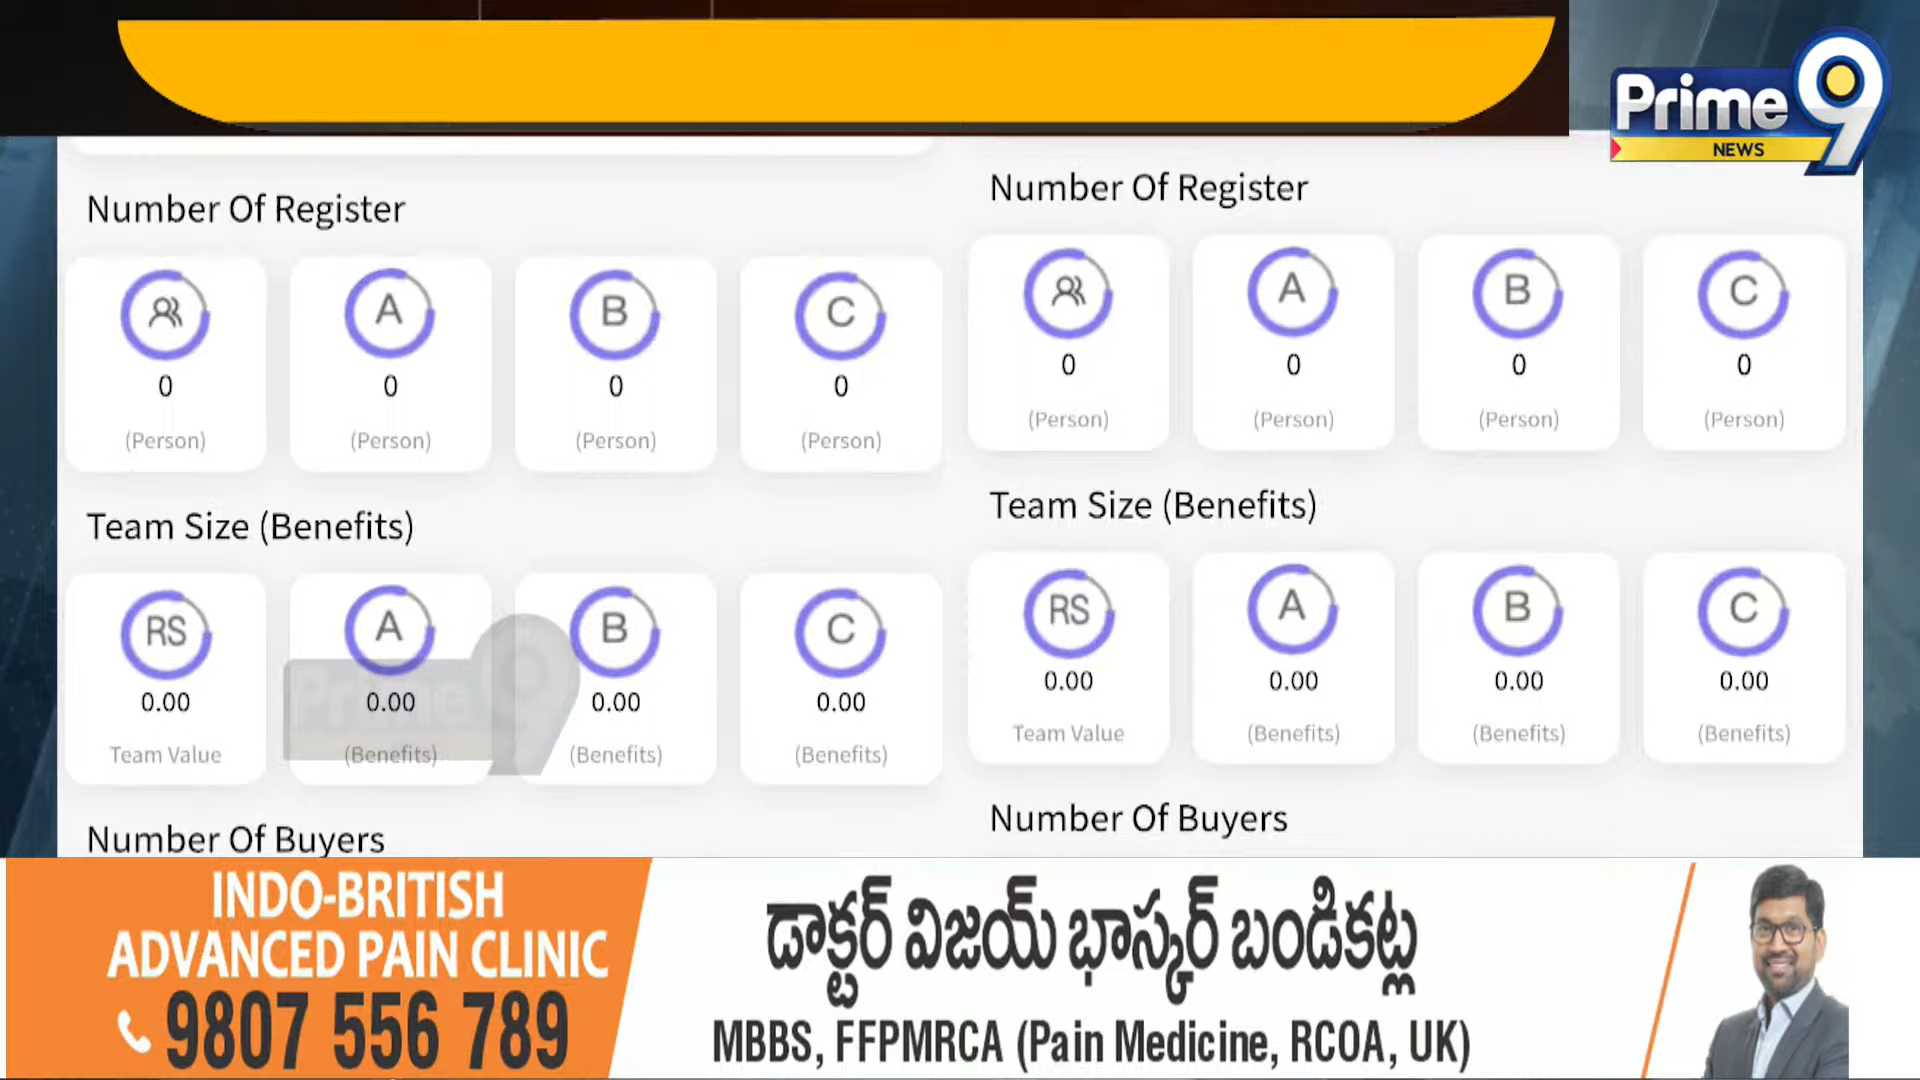 Prime9
NEWS
Number Of Register
A
B
C
0
0
0
0
(Person)
(Person)
(Person)
(Person)
Team Size (Benefits)
RS
A
B
C
0.00
0.00
0.00
0.00
Team Value
(Benefits)
(Benefits)
(Benefits)
Number Of Buyers
Number Of Register
A
B
C
0
0
0
0
(Person)
(Person)
(Person)
(Person)
Team Size (Benefits)
RS
A
B
C
0.00
0.00
0.00
0.00
Team Value
(Benefits)
(Benefits)
(Benefits)
Number Of Buyers
Prime9
INDO-BRITISH
ADVANCED PAIN CLINIC
9807 556 789
డాక్టర్ విజయ్ భాస్కర్ బండికట్ల
MBBS, FFPMRCA (Pain Medicine, RCOA, UK)